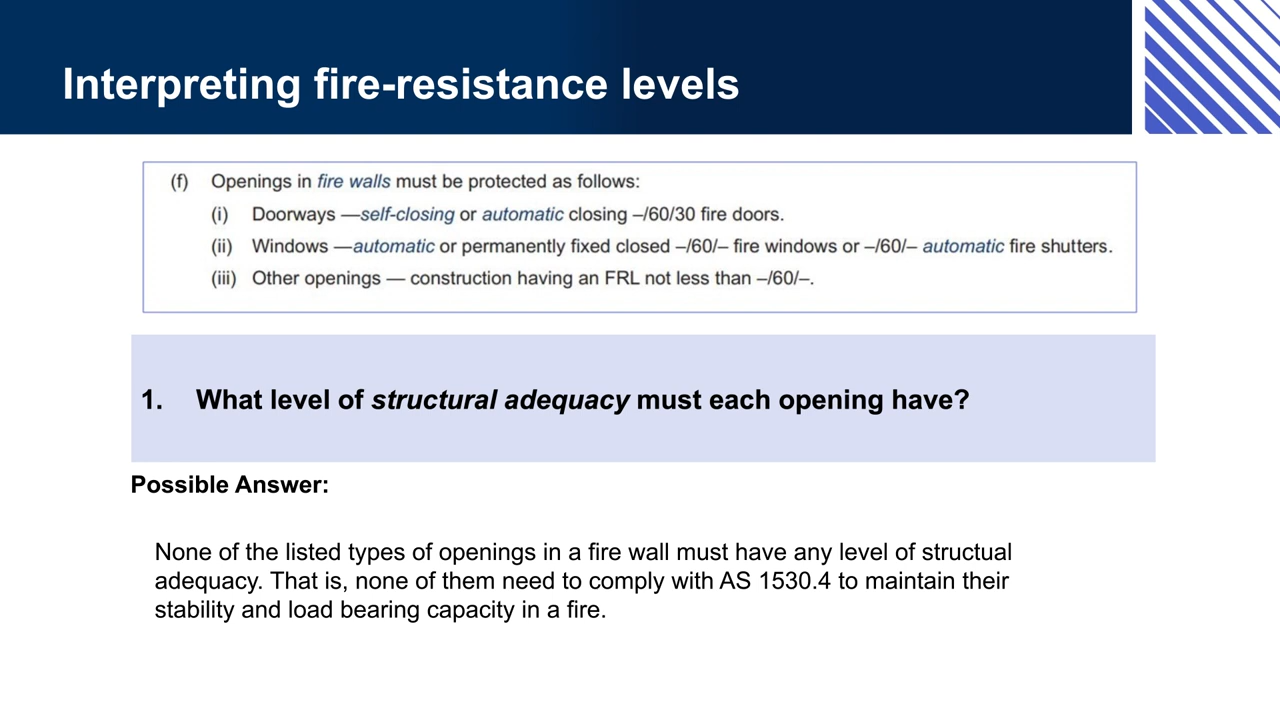 Interpreting fire-resistance levels
(f) Openings in fire walls must be protected as follows:
(i) Doorways —self-closing or automatic closing –/60/30 fire doors.
(ii) Windows —automatic or permanently fixed closed –/60/– fire windows or –/60/– automatic fire shutters.
(iii) Other openings — construction having an FRL not less than –/60/–.
1. What level of structural adequacy must each opening have?
Possible Answer:
None of the listed types of openings in a fire wall must have any level of structual
adequacy. That is, none of them need to comply with AS 1530.4 to maintain their
stability and load bearing capacity in a fire.